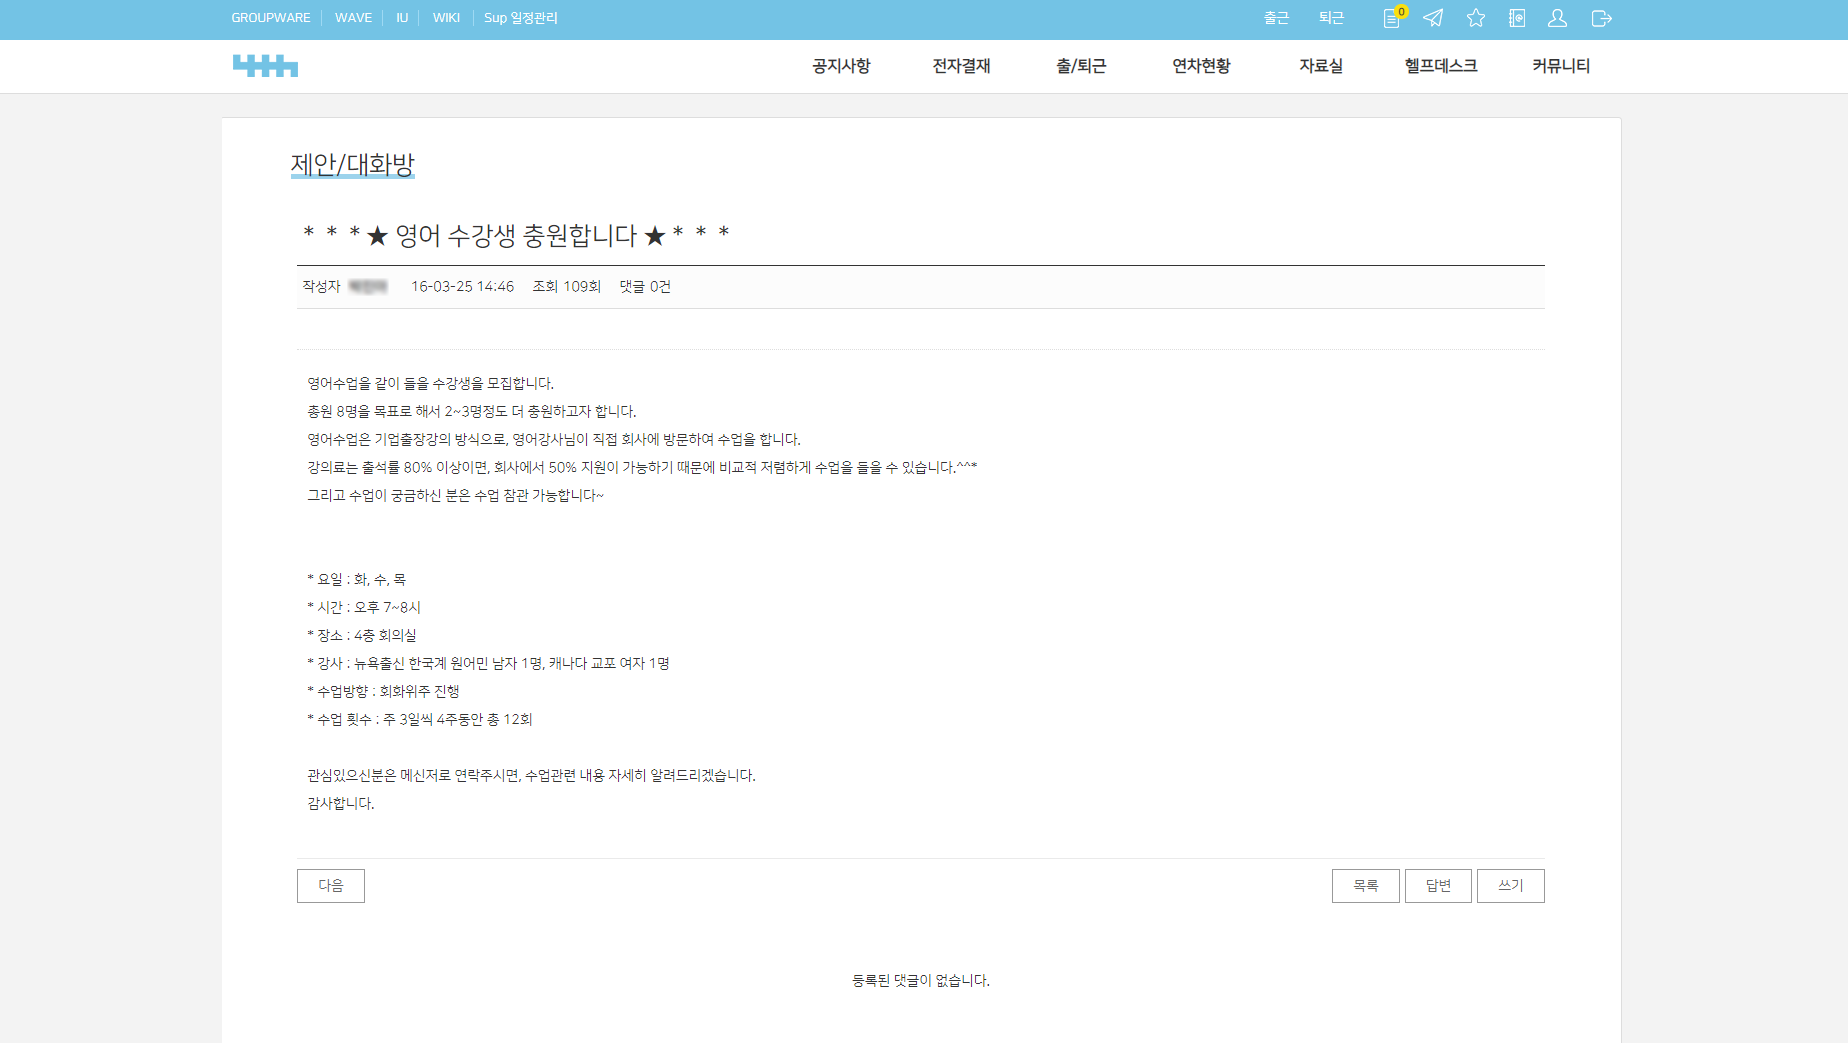 GROUPWARE WAVE IU WIKI Sup 일정관리 출근 퇴근 0
공지사항 전자결재 출/퇴근 연차현황 자료실 헬프데스크 커뮤니티
제안/대화방
* * * ★ 영어 수강생 충원합니다 ★ * * *
작성자 16-03-25 14:46 조회 109회 댓글 0건
영어수업을 같이 들을 수강생을 모집합니다.
총원 8명을 목표로 해서 2~3명정도 더 충원하고자 합니다.
영어수업은 기업출장강의 방식으로, 영어강사님이 직접 회사에 방문하여 수업을 합니다.
강의료는 출석률 80% 이상이면, 회사에서 50% 지원이 가능하기 때문에 비교적 저렴하게 수업을 들을 수 있습니다.^^*
그리고 수업이 궁금하신 분은 수업 참관 가능합니다~
* 요일 : 화, 수, 목
* 시간 : 오후 7~8시
* 장소 : 4층 회의실
* 강사 : 뉴욕출신 한국계 원어민 남자 1명, 캐나다 교포 여자 1명
* 수업방향 : 회화위주 진행
* 수업 횟수 : 주 3일씩 4주동안 총 12회
관심있으신분은 메신저로 연락주시면, 수업관련 내용 자세히 알려드리겠습니다.
감사합니다.
다음 목록 답변 쓰기
등록된 댓글이 없습니다.